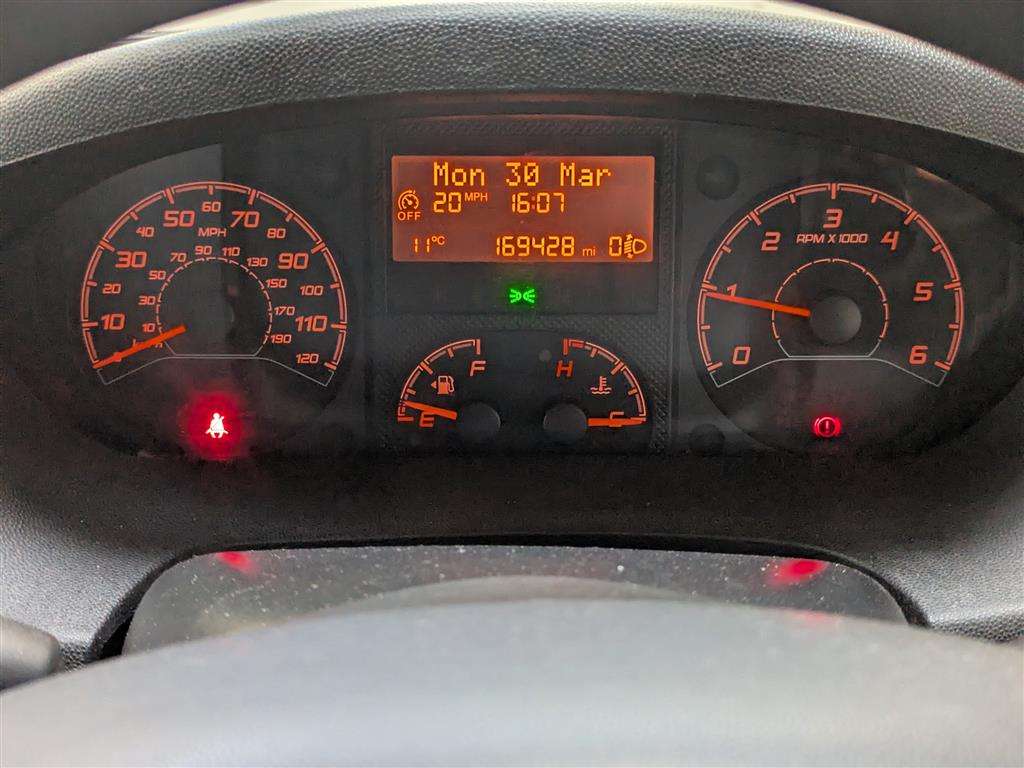 Mon 30 Mar
OFF 20 MPH 16:07
11°C 169428 mi 0
10 20 30 40 50 60 70 80 90 100 110 120
MPH
10 30 50 70 90 110 130 150 170 190
0 1 2 3 4 5 6
RPM X 1000
F
E
H
C